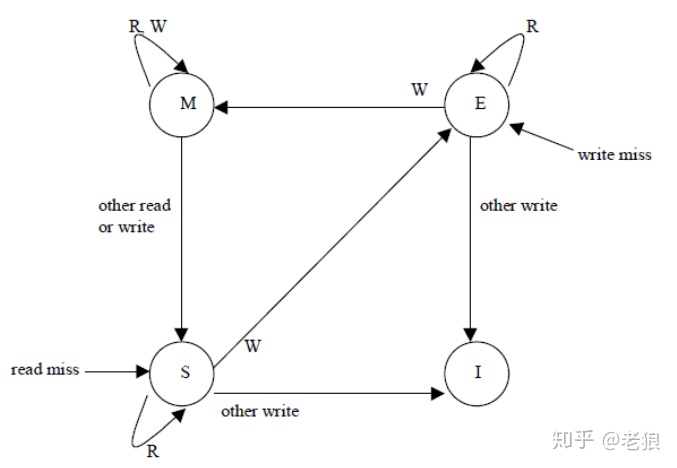 R, W
R
M
W
E
write miss
other read
or write
other write
W
read miss
S
I
other write
R
知乎 @老狼